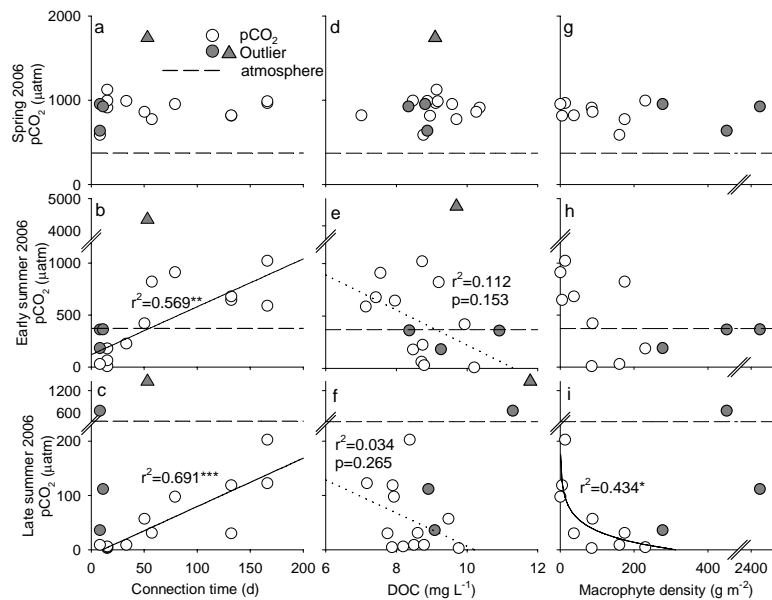 2000
a
pCO2
Outlier
atmosphere
d
g
Spring 2006
pCO2 (µatm)
1000
0
5000
4000
b
e
h
Early summer 2006
pCO2 (µatm)
1000
500
0
r2=0.569**
r2=0.112
p=0.153
1200
600
c
f
i
Late summer 2006
pCO2 (µatm)
200
100
0
r2=0.691***
r2=0.034
p=0.265
r2=0.434*
0 50 100 150 200
6 8 10 12
0 200 400 2400
Connection time (d)
DOC (mg L-1)
Macrophyte density (g m-2)